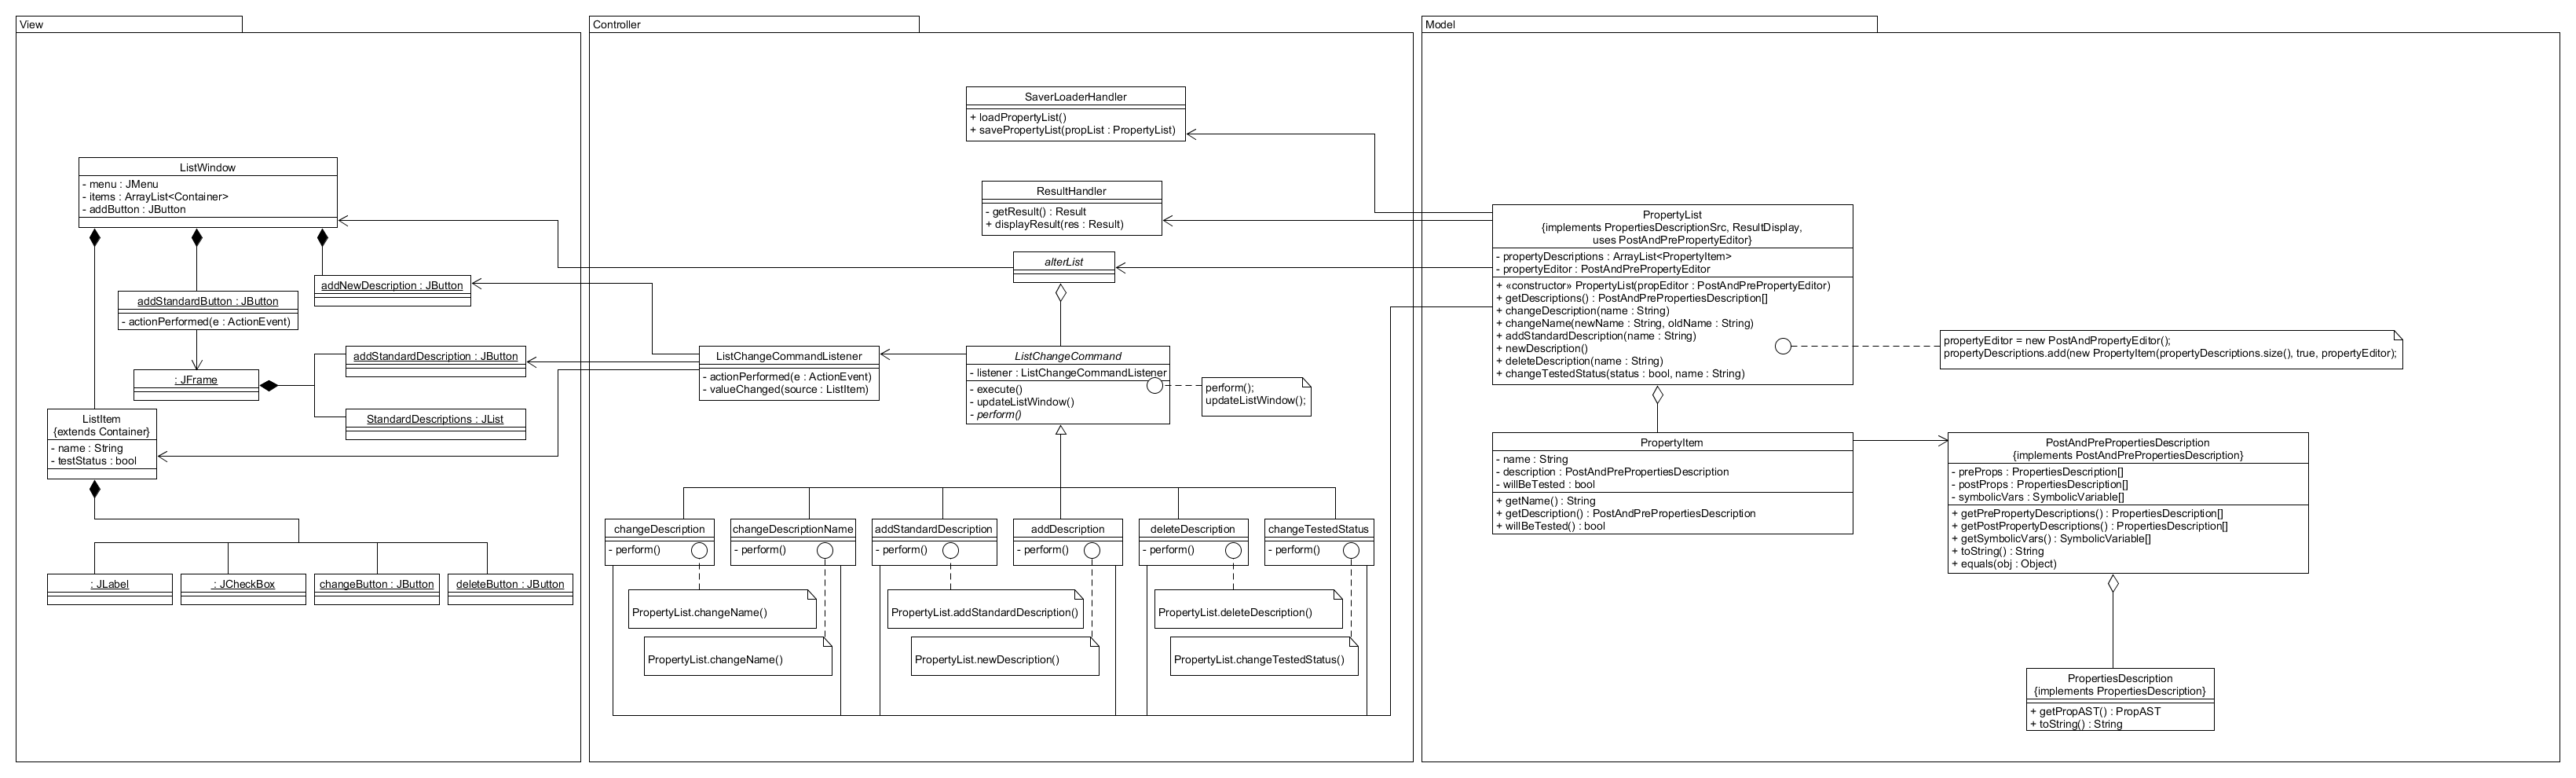 View
ListWindow
- menu : JMenu
- items : ArrayList<Container>
- addButton : JButton
addNewDescription : JButton
addStandardButton : JButton
- actionPerformed(e : ActionEvent)
addStandardDescription : JButton
: JFrame
StandardDescriptions : JList
ListItem
{extends Container}
- name : String
- testStatus : bool
: JLabel
: JCheckBox
changeButton : JButton
deleteButton : JButton
Controller
SaverLoaderHandler
+ loadPropertyList()
+ savePropertyList(propList : PropertyList)
ResultHandler
- getResult() : Result
+ displayResult(res : Result)
alterList
ListChangeCommandListener
- actionPerformed(e : ActionEvent)
- valueChanged(source : ListItem)
ListChangeCommand
- listener : ListChangeCommandListener
- execute()
- updateListWindow()
- perform()
perform();
updateListWindow();
changeDescription
- perform()
changeDescriptionName
- perform()
addStandardDescription
- perform()
addDescription
- perform()
deleteDescription
- perform()
changeTestedStatus
- perform()
PropertyList.changeName()
PropertyList.addStandardDescription()
PropertyList.deleteDescription()
PropertyList.changeName()
PropertyList.newDescription()
PropertyList.changeTestedStatus()
Model
PropertyList
{implements PropertiesDescriptionSrc, ResultDisplay,
uses PostAndPrePropertyEditor}
- propertyDescriptions : ArrayList<PropertyItem>
- propertyEditor : PostAndPrePropertyEditor
+ «constructor» PropertyList(propEditor : PostAndPrePropertyEditor)
+ getDescriptions() : PostAndPrePropertiesDescription[]
+ changeDescription(name : String)
+ changeName(newName : String, oldName : String)
+ addStandardDescription(name : String)
+ newDescription()
+ deleteDescription(name : String)
+ changeTestedStatus(status : bool, name : String)
propertyEditor = new PostAndPropertyEditor();
propertyDescriptions.add(new PropertyItem(propertyDescriptions.size(), true, propertyEditor);
PropertyItem
- name : String
- description : PostAndPrePropertiesDescription
- willBeTested : bool
+ getName() : String
+ getDescription() : PostAndPrePropertiesDescription
+ willBeTested() : bool
PostAndPrePropertiesDescription
{implements PostAndPrePropertiesDescription}
- preProps : PropertiesDescription[]
- postProps : PropertiesDescription[]
- symbolicVars : SymbolicVariable[]
+ getPrePropertyDescriptions() : PropertiesDescription[]
+ getPostPropertyDescriptions() : PropertiesDescription[]
+ getSymbolicVars() : SymbolicVariable[]
+ toString() : String
+ equals(obj : Object)
PropertiesDescription
{implements PropertiesDescription}
+ getPropAST() : PropAST
+ toString() : String